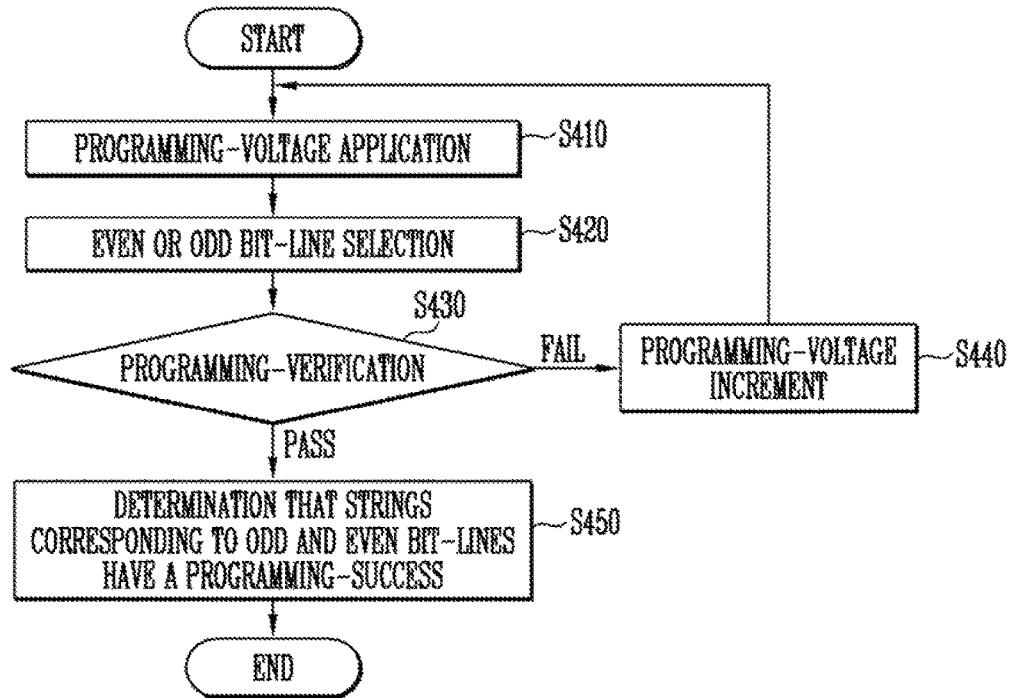 START
PROGRAMMING-VOLTAGE APPLICATION
S410
EVEN OR ODD BIT-LINE SELECTION
S420
S430
PROGRAMMING-VERIFICATION
FAIL
PROGRAMMING-VOLTAGE
INCREMENT
S440
PASS
DETERMINATION THAT STRINGS
CORRESPONDING TO ODD AND EVEN BIT-LINES
HAVE A PROGRAMMING-SUCCESS
S450
END